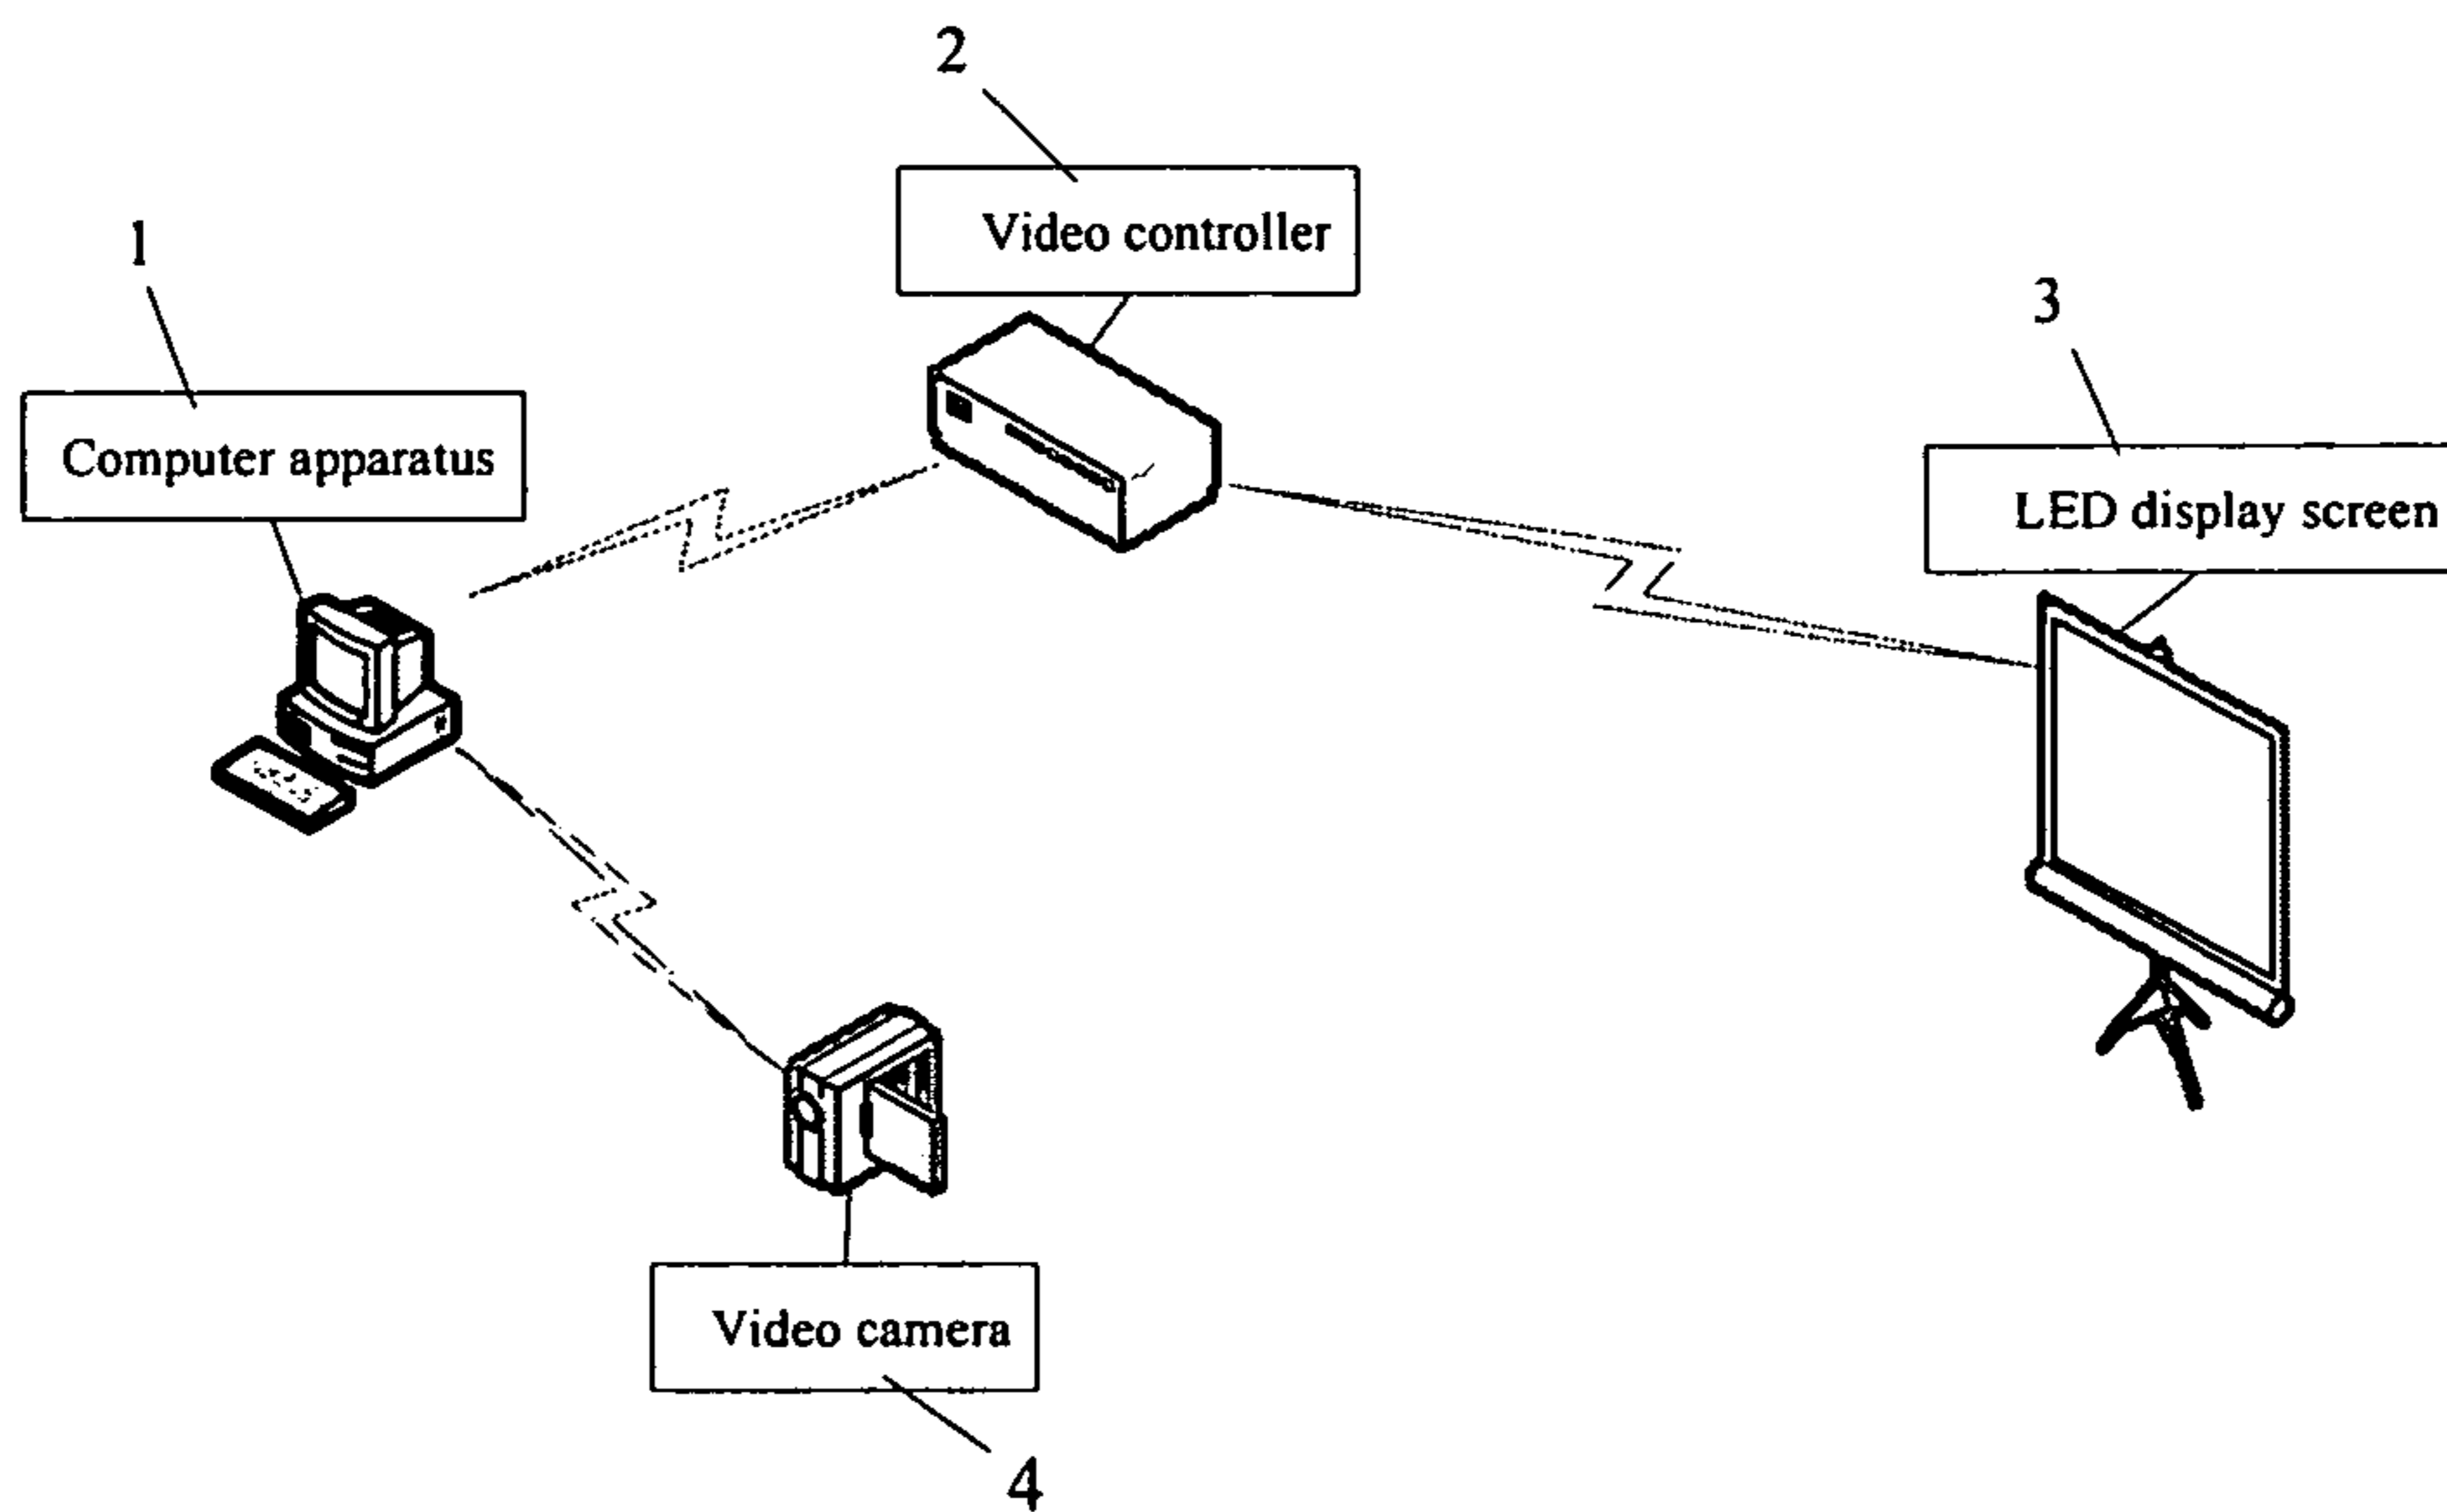 2
Video controller
1
Computer apparatus
3
LED display screen
Video camera
4